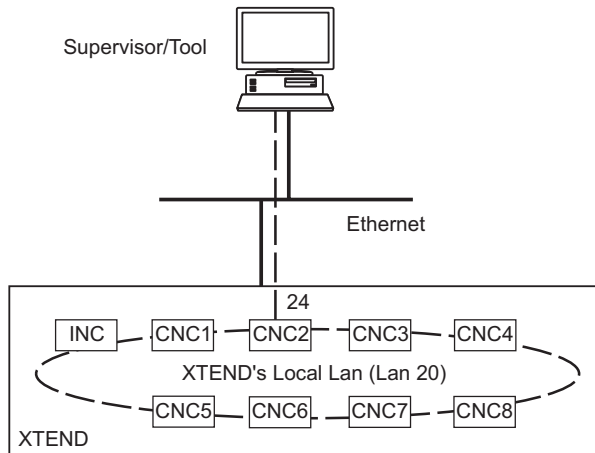 Supervisor/Tool
Ethernet
24
INC CNC1 CNC2 CNC3 CNC4
XTEND's Local Lan (Lan 20)
CNC5 CNC6 CNC7 CNC8
XTEND